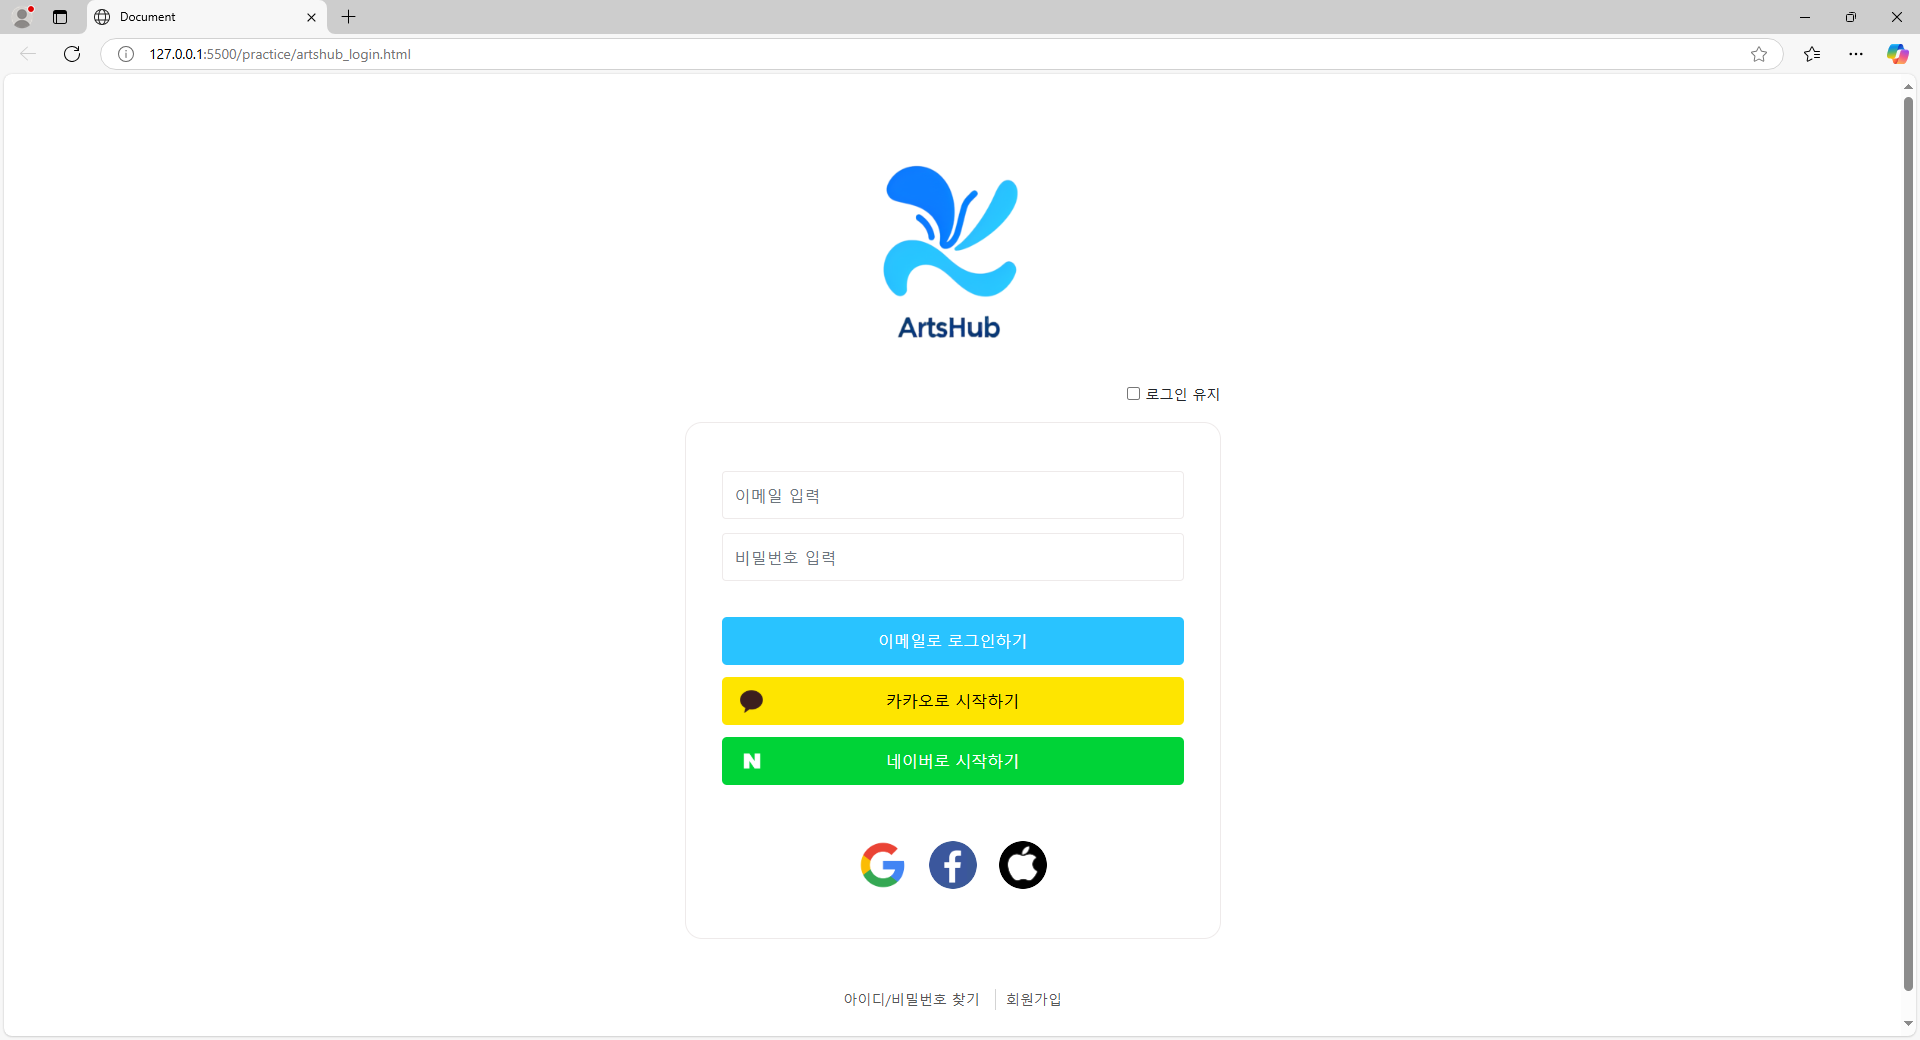 Document
127.0.0.1:5500/practice/artshub_login.html
ArtsHub
로그인 유지
이메일 입력
비밀번호 입력
이메일로 로그인하기
카카오로 시작하기
N 네이버로 시작하기
아이디/비밀번호 찾기 회원가입